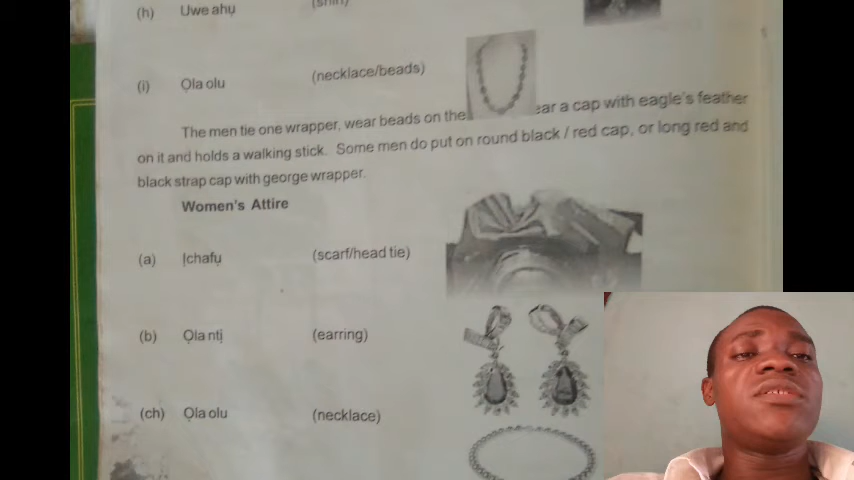 (h) Uwe ahụ (shirt)
(i) Ọla olu (necklace/beads)
The men tie one wrapper, wear beads on the ear a cap with eagle's feather
on it and holds a walking stick. Some men do put on round black / red cap, or long red and
black strap cap with george wrapper.
Women's Attire
(a) Ịchafụ (scarf/head tie)
(b) Ọla ntị (earring)
(ch) Ọla olu (necklace)